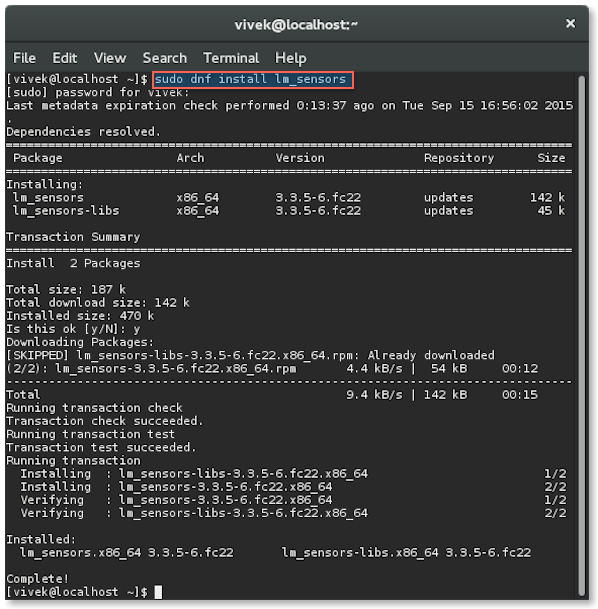 vivek@localhost:~
File Edit View Search Terminal Help
[vivek@localhost ~]$ sudo dnf install lm_sensors
[sudo] password for vivek:
Last metadata expiration check performed 0:13:37 ago on Tue Sep 15 16:56:02 2015
.
Dependencies resolved.
================================================================================
Package Arch Version Repository Size
================================================================================
Installing:
lm_sensors x86_64 3.3.5-6.fc22 updates 142 k
lm_sensors-libs x86_64 3.3.5-6.fc22 updates 45 k
Transaction Summary
================================================================================
Install 2 Packages
Total size: 187 k
Total download size: 142 k
Installed size: 470 k
Is this ok [y/N]: y
Downloading Packages:
[SKIPPED] lm_sensors-libs-3.3.5-6.fc22.x86_64.rpm: Already downloaded
(2/2): lm_sensors-3.3.5-6.fc22.x86_64.rpm 4.4 kB/s | 54 kB 00:12
--------------------------------------------------------------------------------
Total 9.4 kB/s | 142 kB 00:15
Running transaction check
Transaction check succeeded.
Running transaction test
Transaction test succeeded.
Running transaction
Installing : lm_sensors-libs-3.3.5-6.fc22.x86_64 1/2
Installing : lm_sensors-3.3.5-6.fc22.x86_64 2/2
Verifying : lm_sensors-3.3.5-6.fc22.x86_64 1/2
Verifying : lm_sensors-libs-3.3.5-6.fc22.x86_64 2/2
Installed:
lm_sensors.x86_64 3.3.5-6.fc22 lm_sensors-libs.x86_64 3.3.5-6.fc22
Complete!
[vivek@localhost ~]$